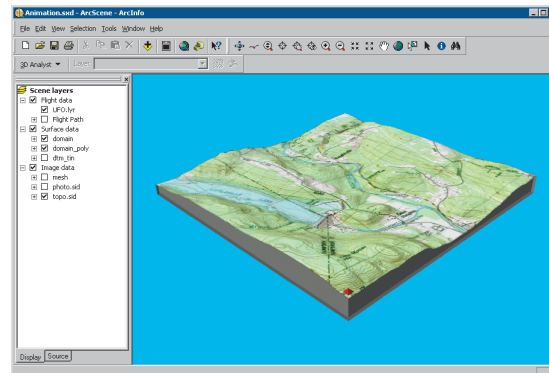 Animation.sxd - ArcScene - ArcInfo
File Edit View Selection Tools Window Help
3D Analyst Layer:
Scene layers
Flight data
UFO.lyr
Flight Path
Surface data
domain
domain_poly
dtm_tin
Image data
mesh
photo.sid
topo.sid
Display Source